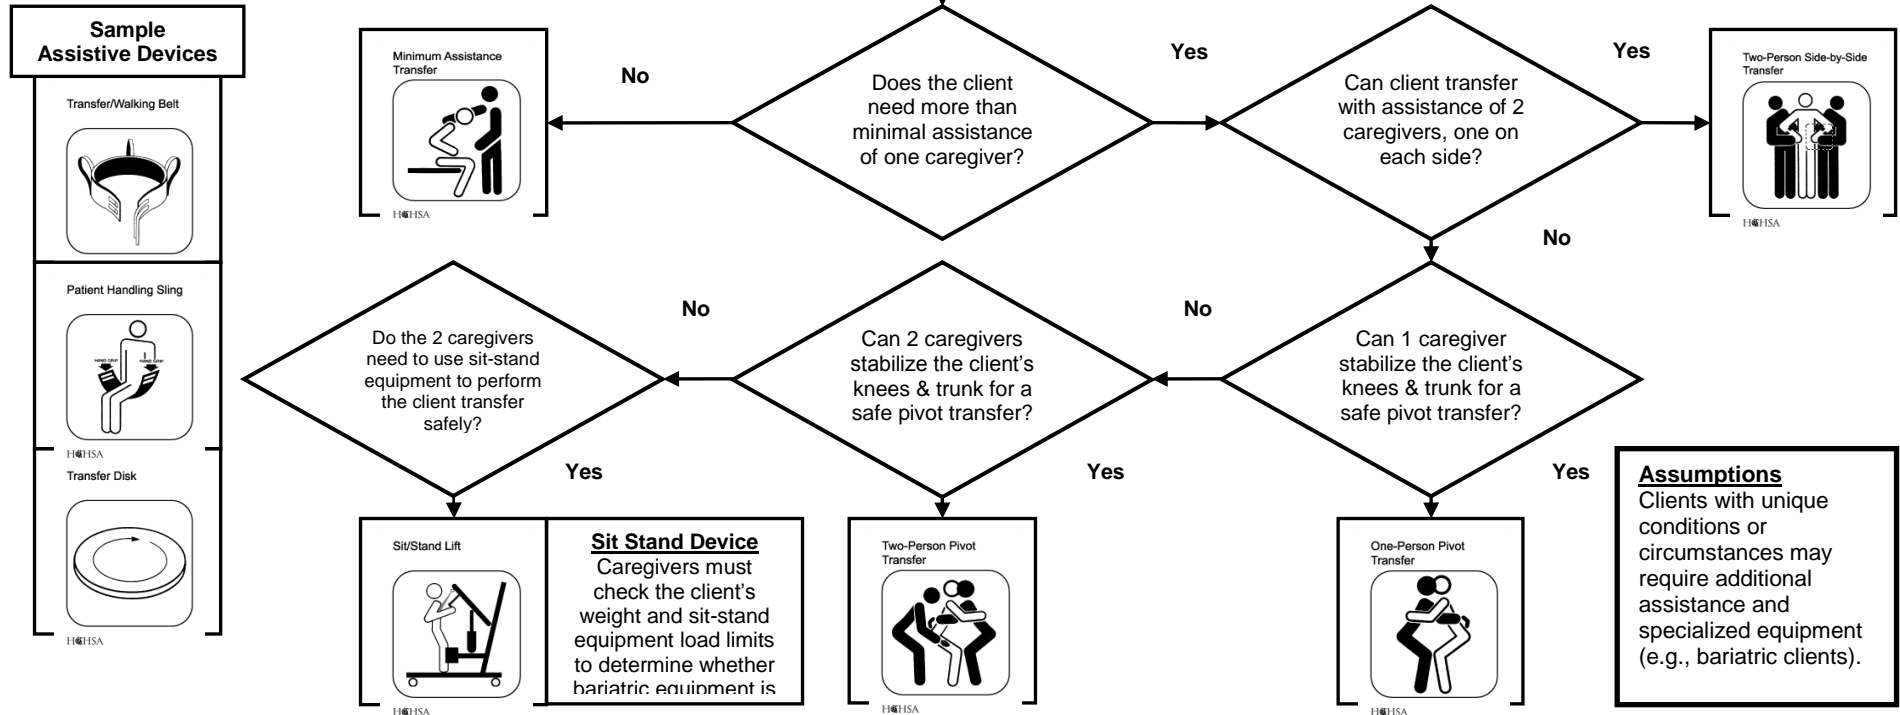 Sample
Assistive Devices
Transfer/Walking Belt
Patient Handling Sling
HAND GRIP
HAND GRIP
HCHSA
Transfer Disk
HCHSA
Minimum Assistance
Transfer
HCHSA
No
Does the client
need more than
minimal assistance
of one caregiver?
Yes
Can client transfer
with assistance of 2
caregivers, one on
each side?
Yes
Two-Person Side-by-Side
Transfer
HCHSA
No
Can 1 caregiver
stabilize the client's
knees & trunk for a
safe pivot transfer?
No
Can 2 caregivers
stabilize the client's
knees & trunk for a
safe pivot transfer?
No
Do the 2 caregivers
need to use sit-stand
equipment to perform
the client transfer
safely?
Yes
Yes
Yes
Sit/Stand Lift
HCHSA
Sit Stand Device
Caregivers must
check the client's
weight and sit-stand
equipment load limits
to determine whether
bariatric equipment is
Two-Person Pivot
Transfer
HCHSA
One-Person Pivot
Transfer
HCHSA
Assumptions
Clients with unique
conditions or
circumstances may
require additional
assistance and
specialized equipment
(e.g., bariatric clients).